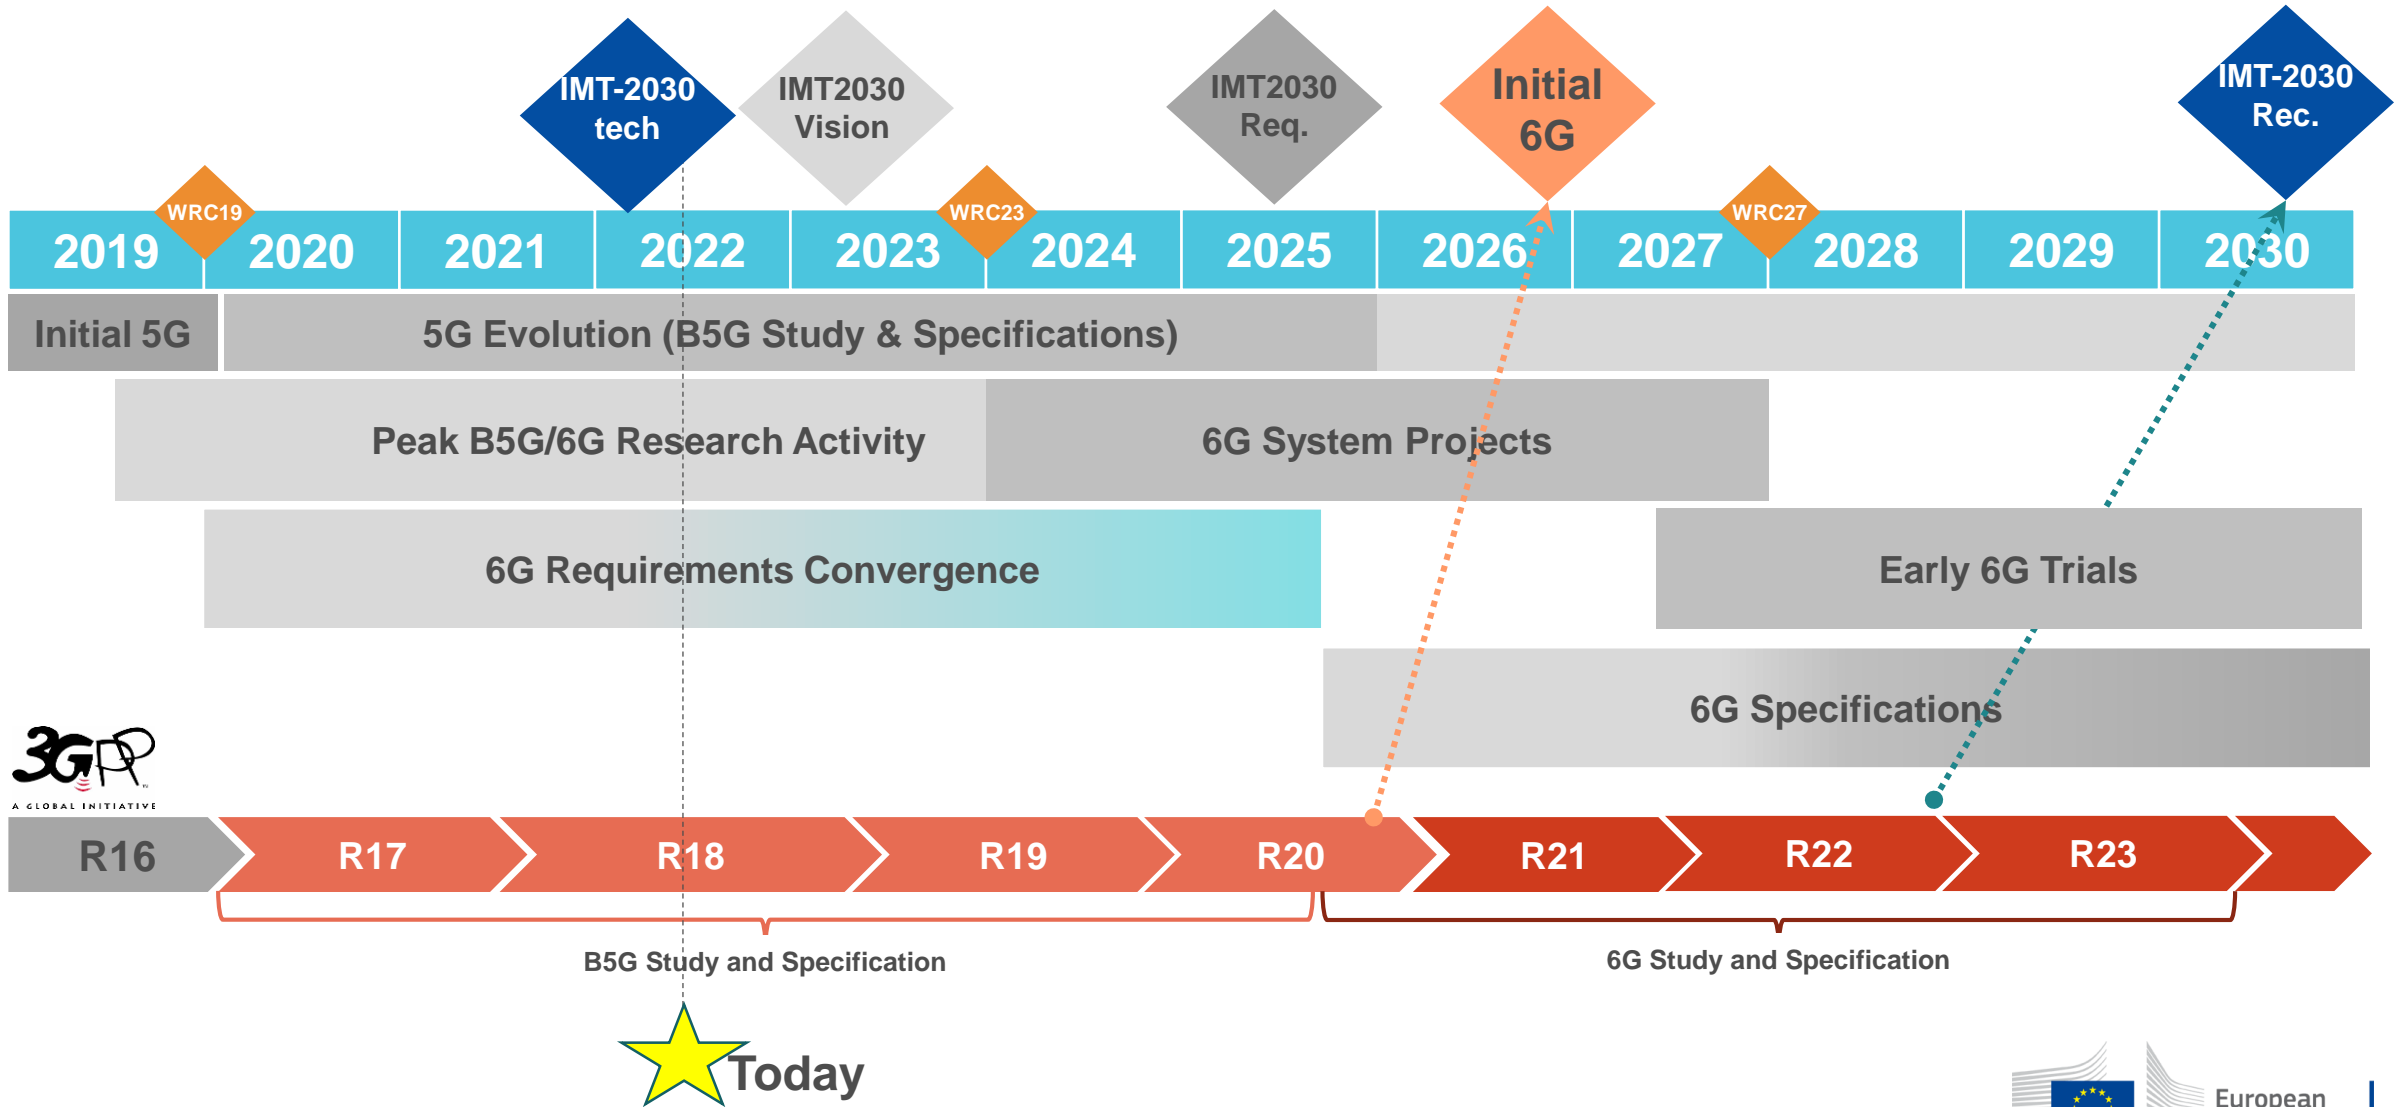 IMT-2030
tech
IMT2030
Vision
IMT2030
Req.
Initial
6G
IMT-2030
Rec.
WRC19
WRC23
WRC27
2019 2020 2021 2022 2023 2024 2025 2026 2027 2028 2029 2030
Initial 5G
5G Evolution (B5G Study & Specifications)
Peak B5G/6G Research Activity
6G System Projects
6G Requirements Convergence
Early 6G Trials
6G Specifications
3GPP
A GLOBAL INITIATIVE
R16 R17 R18 R19 R20 R21 R22 R23
B5G Study and Specification
6G Study and Specification
Today
European